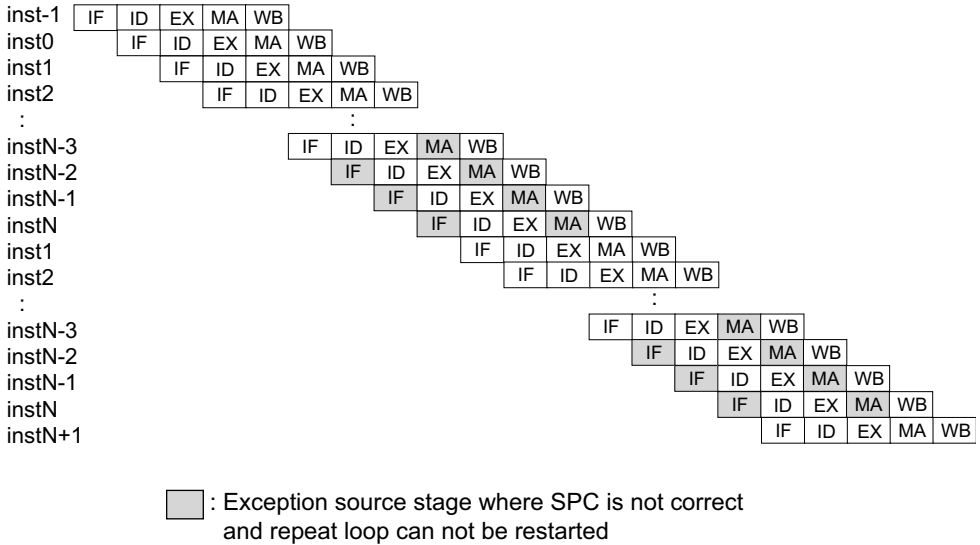 inst-1 IF ID EX MA WB
inst0 IF ID EX MA WB
inst1 IF ID EX MA WB
inst2 IF ID EX MA WB
: :
instN-3 IF ID EX MA WB
instN-2 IF ID EX MA WB
instN-1 IF ID EX MA WB
instN IF ID EX MA WB
inst1 IF ID EX MA WB
inst2 IF ID EX MA WB
: :
instN-3 IF ID EX MA WB
instN-2 IF ID EX MA WB
instN-1 IF ID EX MA WB
instN IF ID EX MA WB
instN+1 IF ID EX MA WB
: Exception source stage where SPC is not correct
and repeat loop can not be restarted